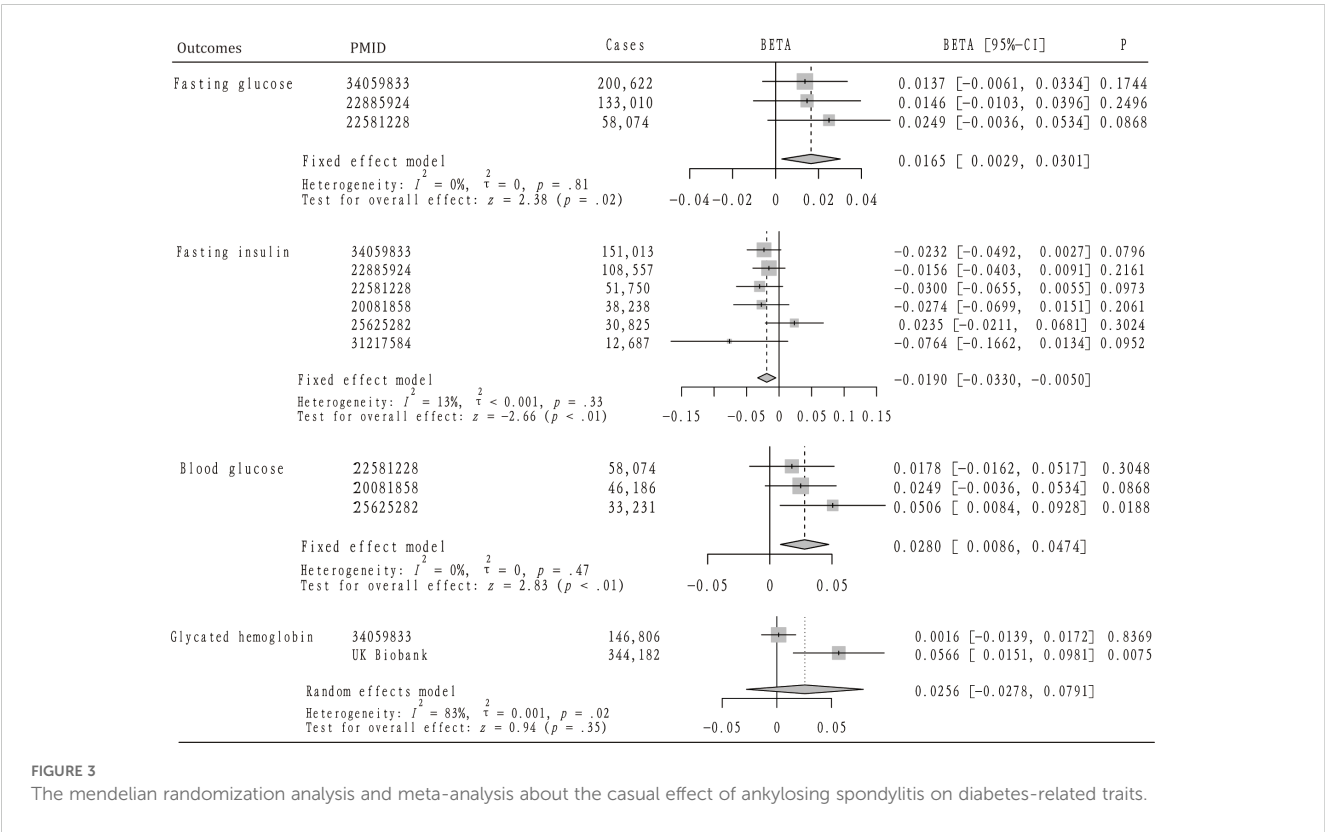 Outcomes PMID Cases BETA BETA [95%-CI] P
Fasting glucose 34059833 200,622 0.0137 [-0.0061, 0.0334] 0.1744
22885924 133,010 0.0146 [-0.0103, 0.0396] 0.2496
22581228 58,074 0.0249 [-0.0036, 0.0534] 0.0868
Fixed effect model 0.0165 [ 0.0029, 0.0301]
Heterogeneity: I² = 0%, τ² = 0, p = .81
Test for overall effect: z = 2.38 (p = .02) -0.04 -0.02 0 0.02 0.04
Fasting insulin 34059833 151,013 -0.0232 [-0.0492, 0.0027] 0.0796
22885924 108,557 -0.0156 [-0.0403, 0.0091] 0.2161
22581228 51,750 -0.0300 [-0.0655, 0.0055] 0.0973
20081858 38,238 -0.0274 [-0.0699, 0.0151] 0.2061
25625282 30,825 0.0235 [-0.0211, 0.0681] 0.3024
31217584 12,687 -0.0764 [-0.1662, 0.0134] 0.0952
Fixed effect model -0.0190 [-0.0330, -0.0050]
Heterogeneity: I² = 13%, τ² < 0.001, p = .33
Test for overall effect: z = -2.66 (p < .01) -0.15 -0.05 0 0.05 0.1 0.15
Blood glucose 22581228 58,074 0.0178 [-0.0162, 0.0517] 0.3048
20081858 46,186 0.0249 [-0.0036, 0.0534] 0.0868
25625282 33,231 0.0506 [ 0.0084, 0.0928] 0.0188
Fixed effect model 0.0280 [ 0.0086, 0.0474]
Heterogeneity: I² = 0%, τ² = 0, p = .47
Test for overall effect: z = 2.83 (p < .01) -0.05 0 0.05
Glycated hemoglobin 34059833 146,806 0.0016 [-0.0139, 0.0172] 0.8369
UK Biobank 344,182 0.0566 [ 0.0151, 0.0981] 0.0075
Random effects model 0.0256 [-0.0278, 0.0791]
Heterogeneity: I² = 83%, τ² = 0.001, p = .02
Test for overall effect: z = 0.94 (p = .35) -0.05 0 0.05
FIGURE 3
The mendelian randomization analysis and meta-analysis about the casual effect of ankylosing spondylitis on diabetes-related traits.